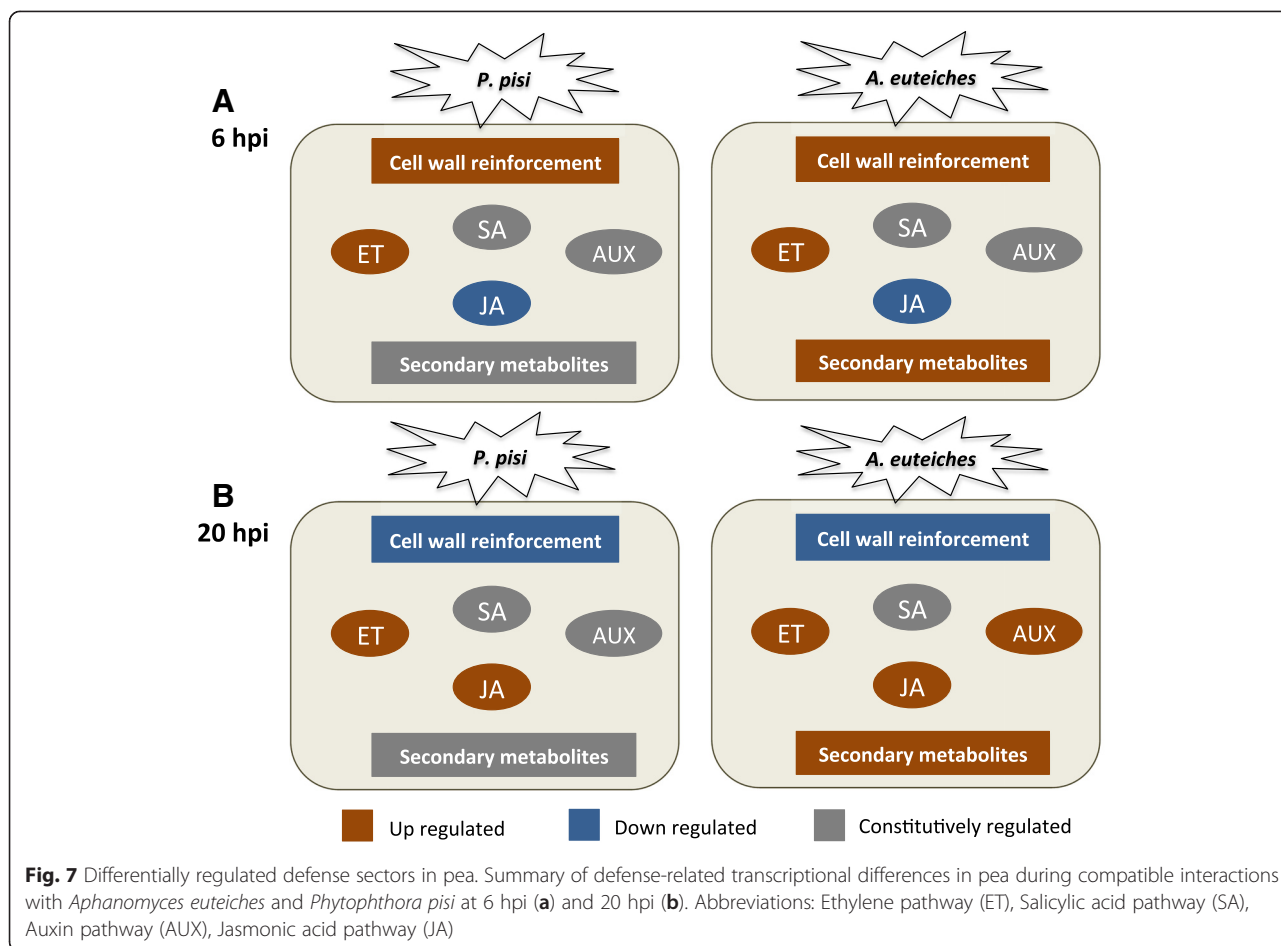 P. pisi
A. euteiches
A
6 hpi
Cell wall reinforcement
Cell wall reinforcement
SA
SA
ET
AUX
ET
AUX
JA
JA
Secondary metabolites
Secondary metabolites
P. pisi
A. euteiches
B
20 hpi
Cell wall reinforcement
Cell wall reinforcement
SA
SA
ET
AUX
ET
AUX
JA
JA
Secondary metabolites
Secondary metabolites
Up regulated
Down regulated
Constitutively regulated
Fig. 7 Differentially regulated defense sectors in pea. Summary of defense-related transcriptional differences in pea during compatible interactions
with Aphanomyces euteiches and Phytophthora pisi at 6 hpi (a) and 20 hpi (b). Abbreviations: Ethylene pathway (ET), Salicylic acid pathway (SA),
Auxin pathway (AUX), Jasmonic acid pathway (JA)